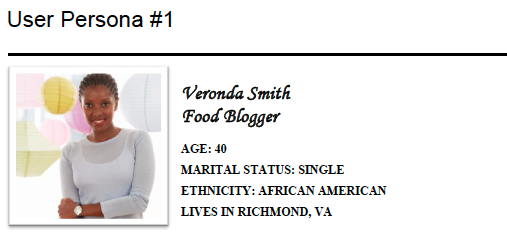 User Persona #1
Veronda Smith
Food Blogger
AGE: 40
MARITAL STATUS: SINGLE
ETHNICITY: AFRICAN AMERICAN
LIVES IN RICHMOND, VA